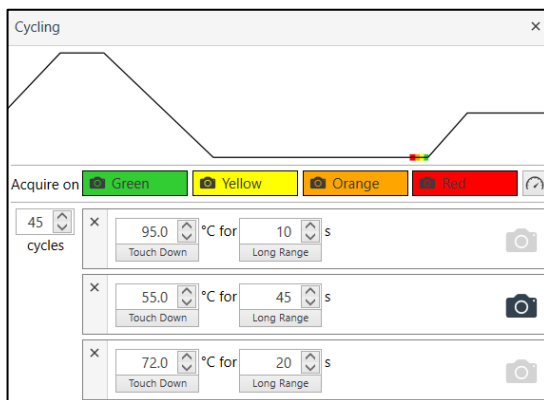 Cycling
Acquire on Green Yellow Orange Red
45 cycles
95.0 °C for 10 s
Touch Down Long Range
55.0 °C for 45 s
Touch Down Long Range
72.0 °C for 20 s
Touch Down Long Range